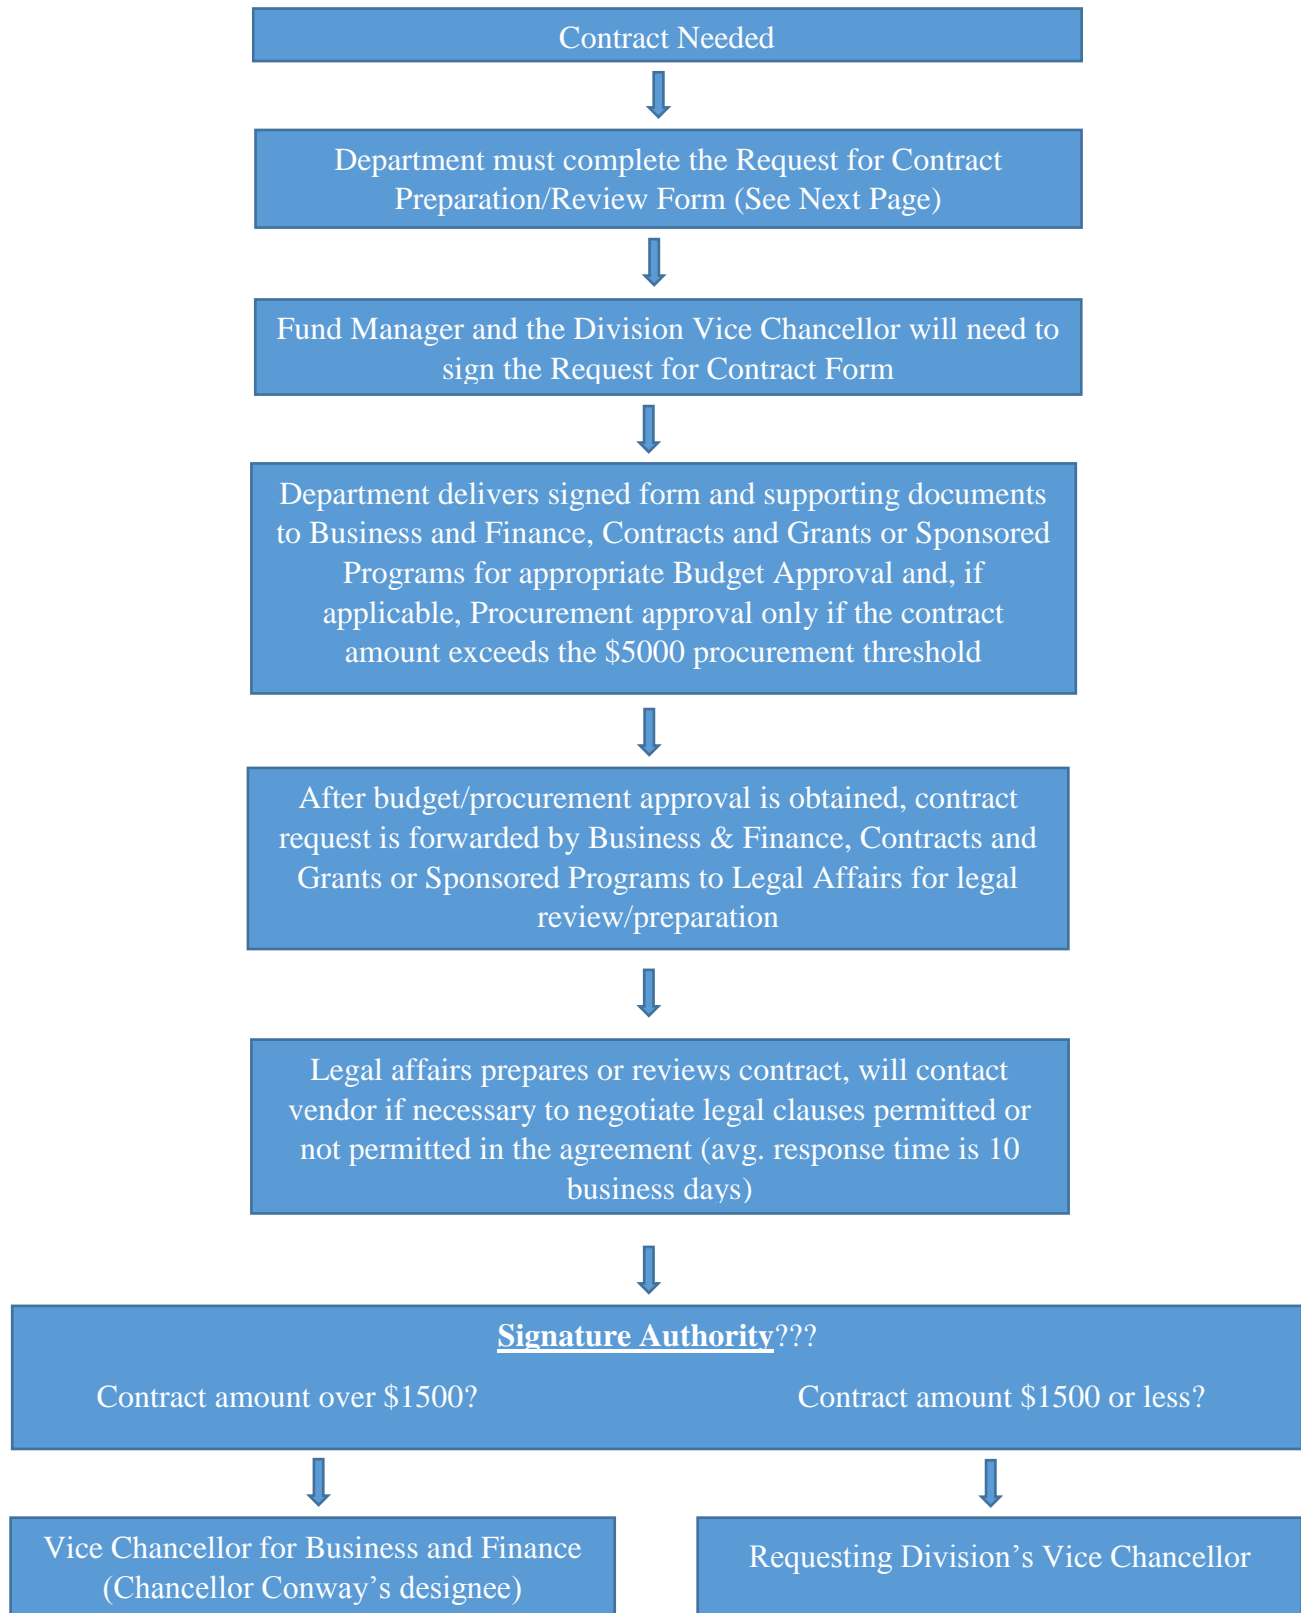 Contract Needed
Department must complete the Request for Contract
Preparation/Review Form (See Next Page)
Fund Manager and the Division Vice Chancellor will need to
sign the Request for Contract Form
Department delivers signed form and supporting documents
to Business and Finance, Contracts and Grants or Sponsored
Programs for appropriate Budget Approval and, if
applicable, Procurement approval only if the contract
amount exceeds the $5000 procurement threshold
After budget/procurement approval is obtained, contract
request is forwarded by Business & Finance, Contracts and
Grants or Sponsored Programs to Legal Affairs for legal
review/preparation
Legal affairs prepares or reviews contract, will contact
vendor if necessary to negotiate legal clauses permitted or
not permitted in the agreement (avg. response time is 10
business days)
Signature Authority???
Contract amount over $1500?
Contract amount $1500 or less?
Vice Chancellor for Business and Finance
(Chancellor Conway’s designee)
Requesting Division’s Vice Chancellor